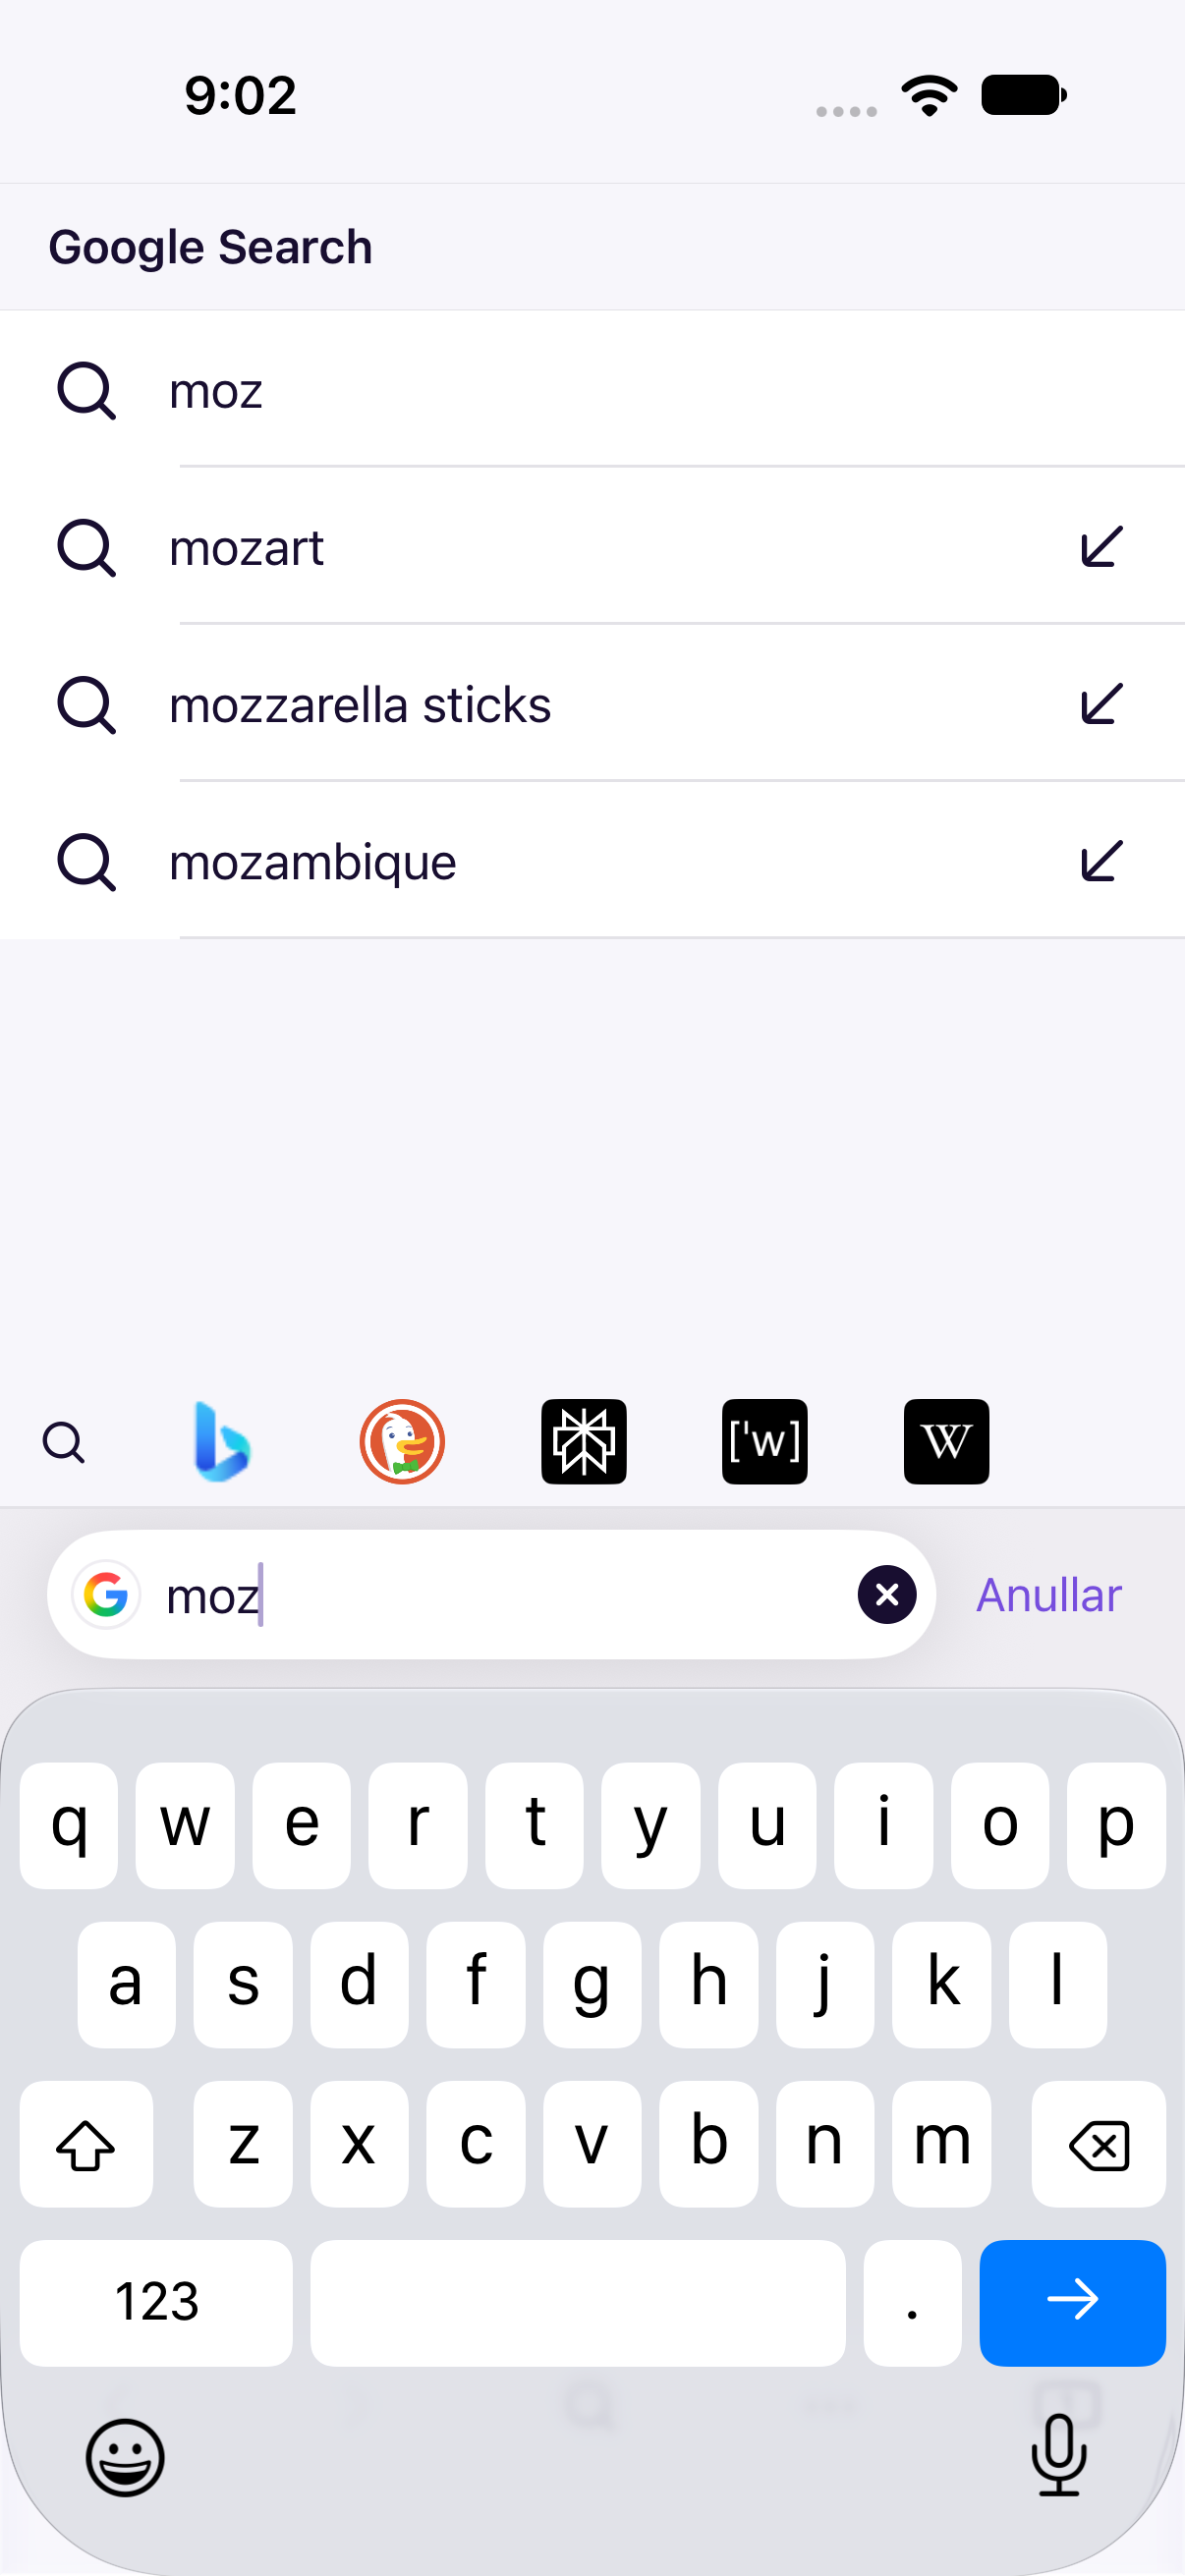 9:02
Google Search
moz
mozart
mozzarella sticks
mozambique
['w]
W
moz
Anullar
q w e r t y u i o p
a s d f g h j k l
z x c v b n m
123 .